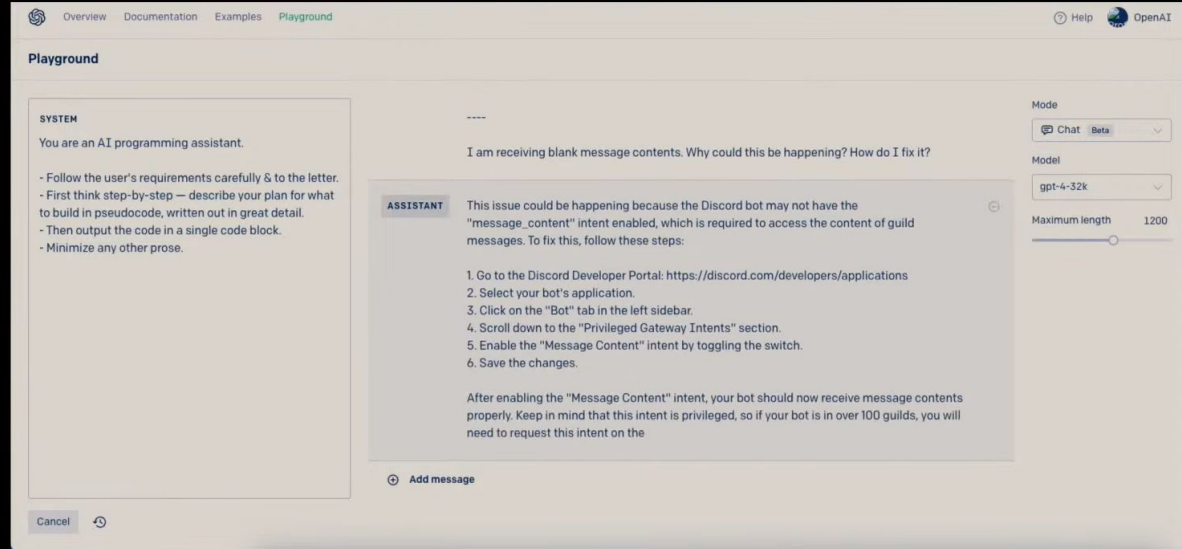 Overview Documentation Examples Playground
Help OpenAI
Playground
SYSTEM
You are an AI programming assistant.
- Follow the user's requirements carefully & to the letter.
- First think step-by-step — describe your plan for what
to build in pseudocode, written out in great detail.
- Then output the code in a single code block.
- Minimize any other prose.
Cancel
----
I am receiving blank message contents. Why could this be happening? How do I fix it?
ASSISTANT
This issue could be happening because the Discord bot may not have the
"message_content" intent enabled, which is required to access the content of guild
messages. To fix this, follow these steps:
1. Go to the Discord Developer Portal: https://discord.com/developers/applications
2. Select your bot's application.
3. Click on the "Bot" tab in the left sidebar.
4. Scroll down to the "Privileged Gateway Intents" section.
5. Enable the "Message Content" intent by toggling the switch.
6. Save the changes.
After enabling the "Message Content" intent, your bot should now receive message contents
properly. Keep in mind that this intent is privileged, so if your bot is in over 100 guilds, you will
need to request this intent on the
Add message
Mode
Chat Beta
Model
gpt-4-32k
Maximum length 1200